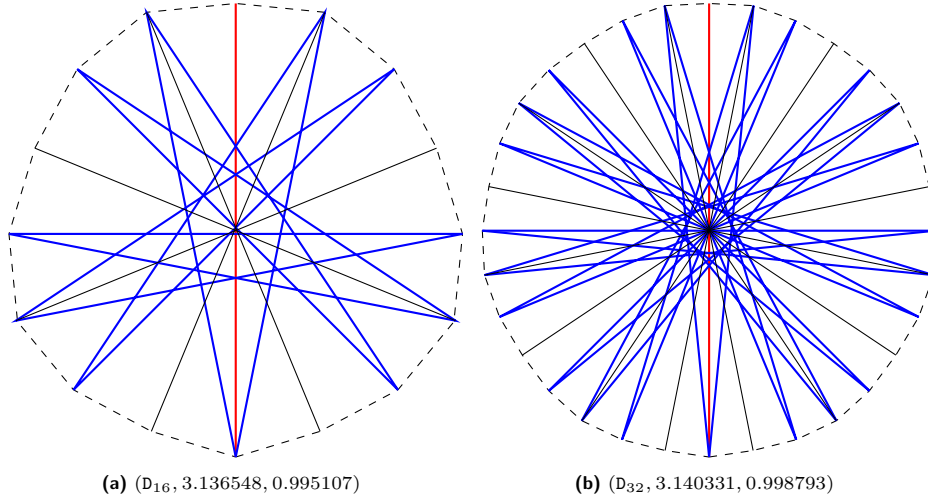 (a) (D₁₆, 3.136548, 0.995107)
(b) (D₃₂, 3.140331, 0.998793)